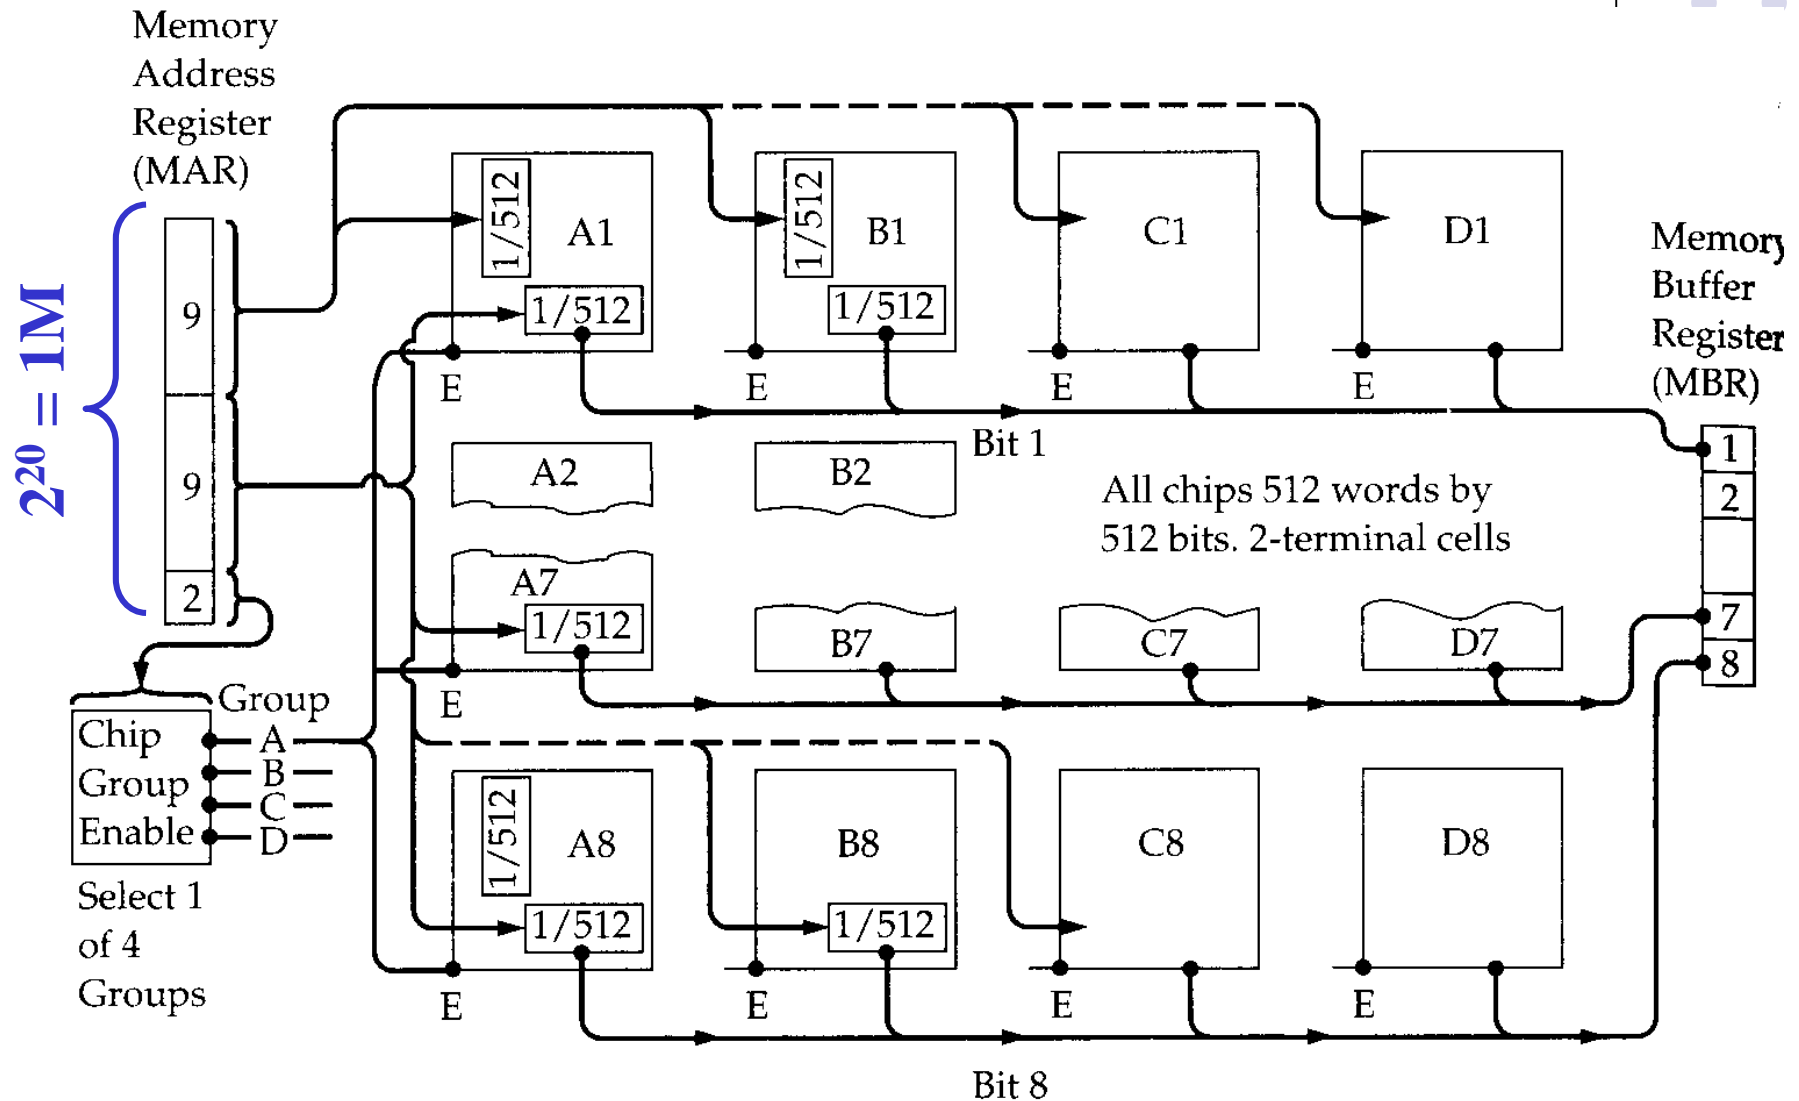 Memory
Address
Register
(MAR)
2²⁰ = 1M
9
9
2
1/512
A1
1/512
E
1/512
B1
1/512
E
C1
E
D1
E
Memory
Buffer
Register
(MBR)
Bit 1
1
2
7
8
A2
B2
All chips 512 words by
512 bits. 2-terminal cells
A7
1/512
E
B7
C7
D7
Group
Chip
Group
Enable
A
B
C
D
Select 1
of 4
Groups
1/512
A8
1/512
E
B8
1/512
E
C8
E
D8
E
Bit 8